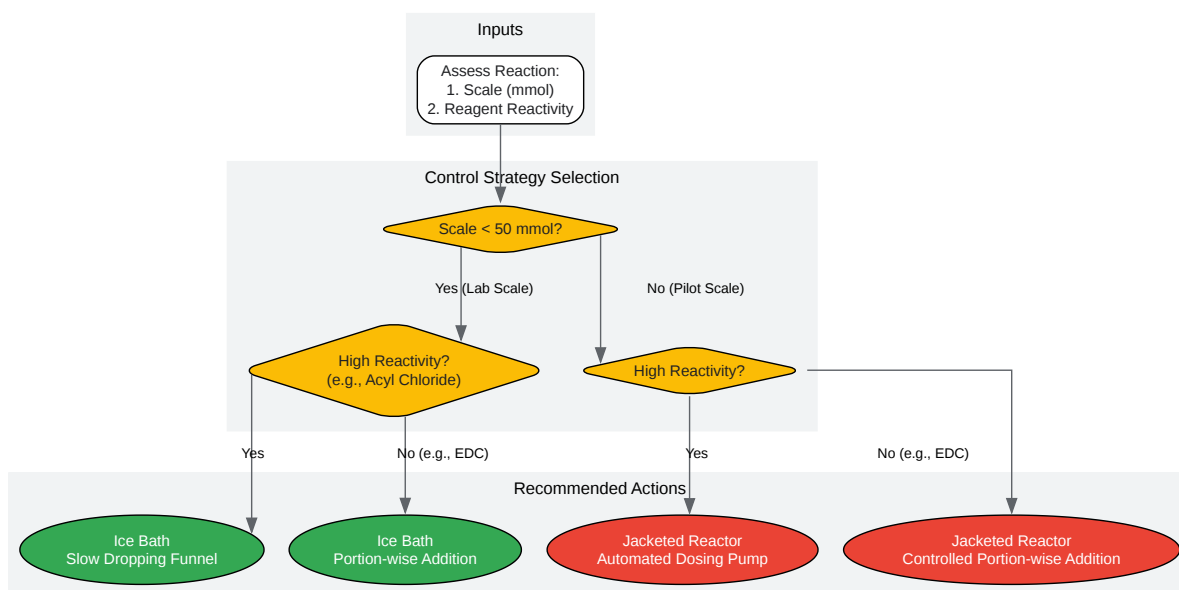 Inputs
Assess Reaction:
1. Scale (mmol)
2. Reagent Reactivity
Control Strategy Selection
Scale < 50 mmol?
Yes (Lab Scale)
No (Pilot Scale)
High Reactivity?
(e.g., Acyl Chloride)
High Reactivity?
Yes
No (e.g., EDC)
Yes
No (e.g., EDC)
Recommended Actions
Ice Bath
Slow Dropping Funnel
Ice Bath
Portion-wise Addition
Jacketed Reactor
Automated Dosing Pump
Jacketed Reactor
Controlled Portion-wise Addition